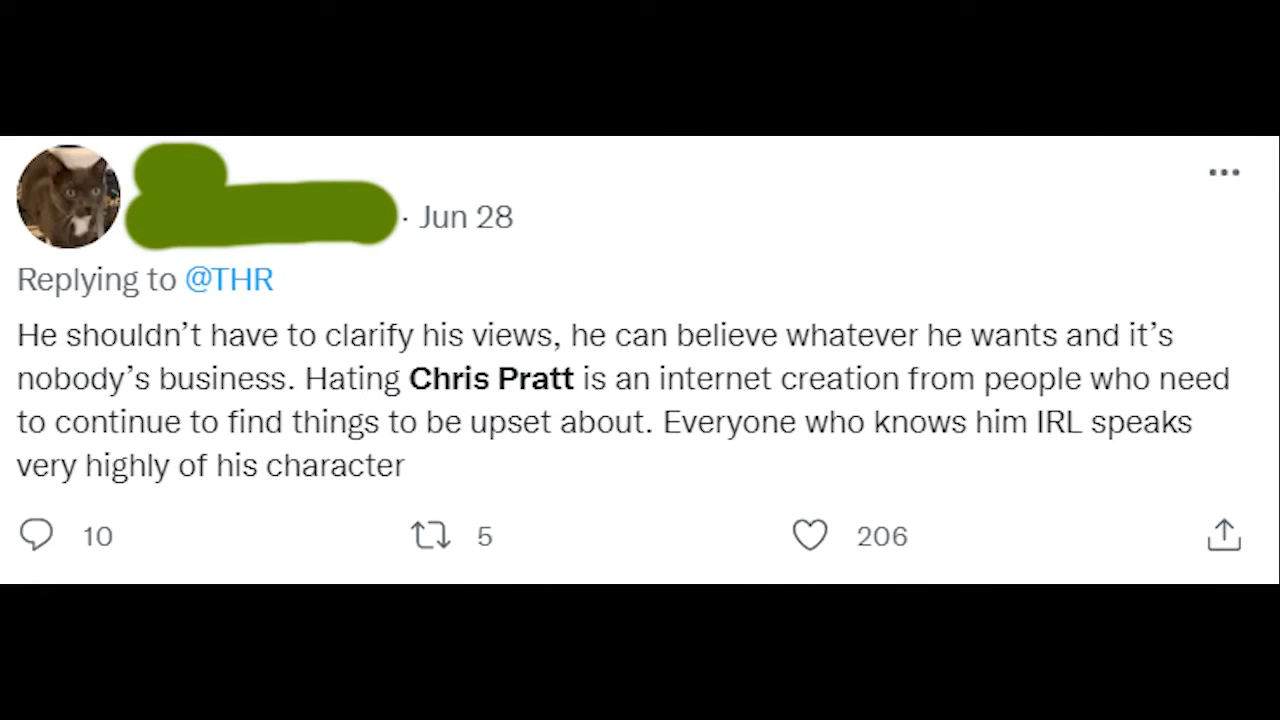 · Jun 28
Replying to @THR
He shouldn’t have to clarify his views, he can believe whatever he wants and it’s
nobody’s business. Hating Chris Pratt is an internet creation from people who need
to continue to find things to be upset about. Everyone who knows him IRL speaks
very highly of his character
10 5 206